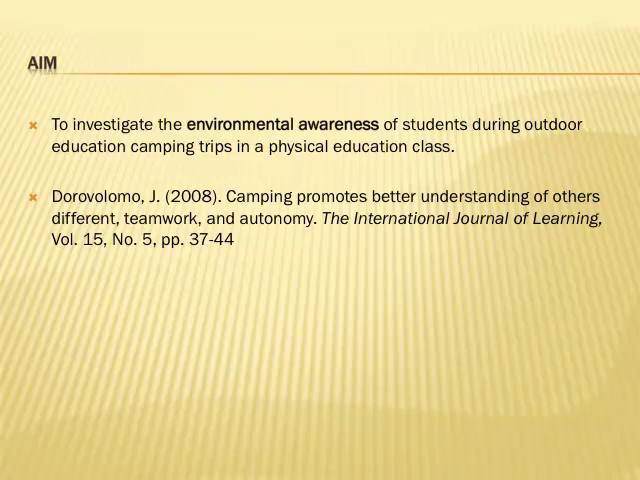 AIM
To investigate the environmental awareness of students during outdoor
education camping trips in a physical education class.
Dorovolomo, J. (2008). Camping promotes better understanding of others
different, teamwork, and autonomy. The International Journal of Learning,
Vol. 15, No. 5, pp. 37-44